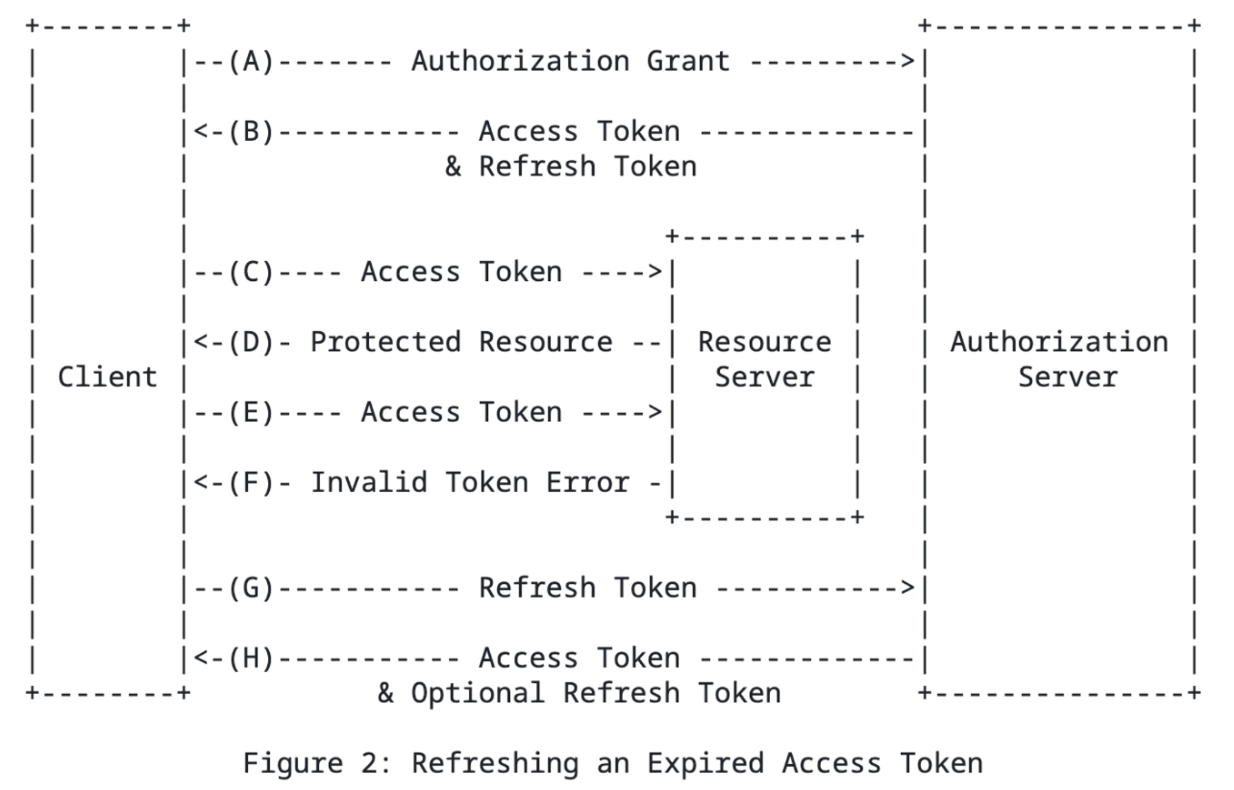 +--------+                                           +---------------+
|        |--(A)------- Authorization Grant --------->|               |
|        |                                           |               |
|        |<-(B)----------- Access Token -------------|               |
|        |               & Refresh Token             |               |
|        |                                           |               |
|        |                            +----------+   |               |
|        |--(C)---- Access Token ---->|          |   |               |
|        |                            |          |   |               |
|        |<-(D)- Protected Resource --| Resource |   | Authorization |
| Client |                            |  Server  |   |     Server    |
|        |--(E)---- Access Token ---->|          |   |               |
|        |                            |          |   |               |
|        |<-(F)- Invalid Token Error -|          |   |               |
|        |                            +----------+   |               |
|        |                                           |               |
|        |--(G)----------- Refresh Token ----------->|               |
|        |                                           |               |
|        |<-(H)----------- Access Token -------------|               |
+--------+           & Optional Refresh Token        +---------------+
Figure 2: Refreshing an Expired Access Token